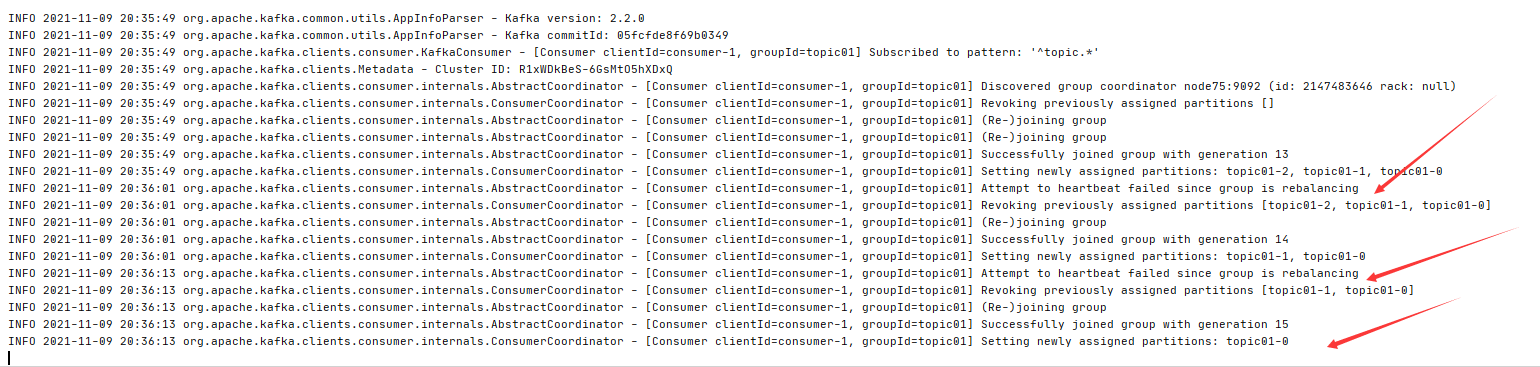 INFO 2021-11-09 20:35:49 org.apache.kafka.common.utils.AppInfoParser - Kafka version: 2.2.0
INFO 2021-11-09 20:35:49 org.apache.kafka.common.utils.AppInfoParser - Kafka commitId: 05fcfde8f69b0349
INFO 2021-11-09 20:35:49 org.apache.kafka.clients.consumer.KafkaConsumer - [Consumer clientId=consumer-1, groupId=topic01] Subscribed to pattern: '^topic.*'
INFO 2021-11-09 20:35:49 org.apache.kafka.clients.Metadata - Cluster ID: R1xWDkBeS-6GsMtO5hXDxQ
INFO 2021-11-09 20:35:49 org.apache.kafka.clients.consumer.internals.AbstractCoordinator - [Consumer clientId=consumer-1, groupId=topic01] Discovered group coordinator node75:9092 (id: 2147483646 rack: null)
INFO 2021-11-09 20:35:49 org.apache.kafka.clients.consumer.internals.ConsumerCoordinator - [Consumer clientId=consumer-1, groupId=topic01] Revoking previously assigned partitions []
INFO 2021-11-09 20:35:49 org.apache.kafka.clients.consumer.internals.AbstractCoordinator - [Consumer clientId=consumer-1, groupId=topic01] (Re-)joining group
INFO 2021-11-09 20:35:49 org.apache.kafka.clients.consumer.internals.AbstractCoordinator - [Consumer clientId=consumer-1, groupId=topic01] (Re-)joining group
INFO 2021-11-09 20:35:49 org.apache.kafka.clients.consumer.internals.AbstractCoordinator - [Consumer clientId=consumer-1, groupId=topic01] Successfully joined group with generation 13
INFO 2021-11-09 20:35:49 org.apache.kafka.clients.consumer.internals.ConsumerCoordinator - [Consumer clientId=consumer-1, groupId=topic01] Setting newly assigned partitions: topic01-2, topic01-1, topic01-0
INFO 2021-11-09 20:36:01 org.apache.kafka.clients.consumer.internals.AbstractCoordinator - [Consumer clientId=consumer-1, groupId=topic01] Attempt to heartbeat failed since group is rebalancing
INFO 2021-11-09 20:36:01 org.apache.kafka.clients.consumer.internals.ConsumerCoordinator - [Consumer clientId=consumer-1, groupId=topic01] Revoking previously assigned partitions [topic01-2, topic01-1, topic01-0]
INFO 2021-11-09 20:36:01 org.apache.kafka.clients.consumer.internals.AbstractCoordinator - [Consumer clientId=consumer-1, groupId=topic01] (Re-)joining group
INFO 2021-11-09 20:36:01 org.apache.kafka.clients.consumer.internals.AbstractCoordinator - [Consumer clientId=consumer-1, groupId=topic01] Successfully joined group with generation 14
INFO 2021-11-09 20:36:01 org.apache.kafka.clients.consumer.internals.ConsumerCoordinator - [Consumer clientId=consumer-1, groupId=topic01] Setting newly assigned partitions: topic01-1, topic01-0
INFO 2021-11-09 20:36:13 org.apache.kafka.clients.consumer.internals.AbstractCoordinator - [Consumer clientId=consumer-1, groupId=topic01] Attempt to heartbeat failed since group is rebalancing
INFO 2021-11-09 20:36:13 org.apache.kafka.clients.consumer.internals.ConsumerCoordinator - [Consumer clientId=consumer-1, groupId=topic01] Revoking previously assigned partitions [topic01-1, topic01-0]
INFO 2021-11-09 20:36:13 org.apache.kafka.clients.consumer.internals.AbstractCoordinator - [Consumer clientId=consumer-1, groupId=topic01] (Re-)joining group
INFO 2021-11-09 20:36:13 org.apache.kafka.clients.consumer.internals.AbstractCoordinator - [Consumer clientId=consumer-1, groupId=topic01] Successfully joined group with generation 15
INFO 2021-11-09 20:36:13 org.apache.kafka.clients.consumer.internals.ConsumerCoordinator - [Consumer clientId=consumer-1, groupId=topic01] Setting newly assigned partitions: topic01-0